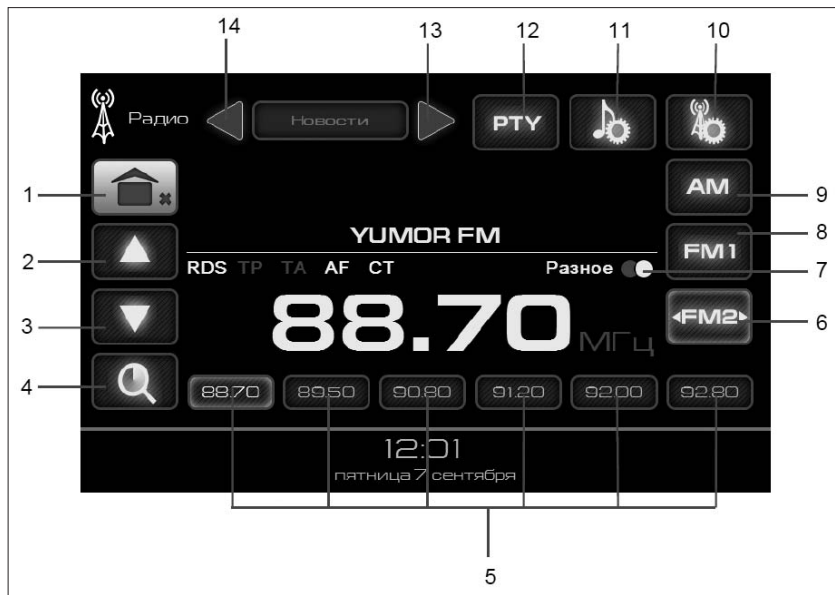 14 13 12 11 10
Радио Новости PTY
1 AM 9
YUMOR FM
2 FM1 8
RDS TP TA AF CT Разное 7
3 88.70 МГц ◂FM2▸ 6
4 88.70 89.50 90.80 91.20 92.00 92.80
12:01
пятница 7 сентября
5